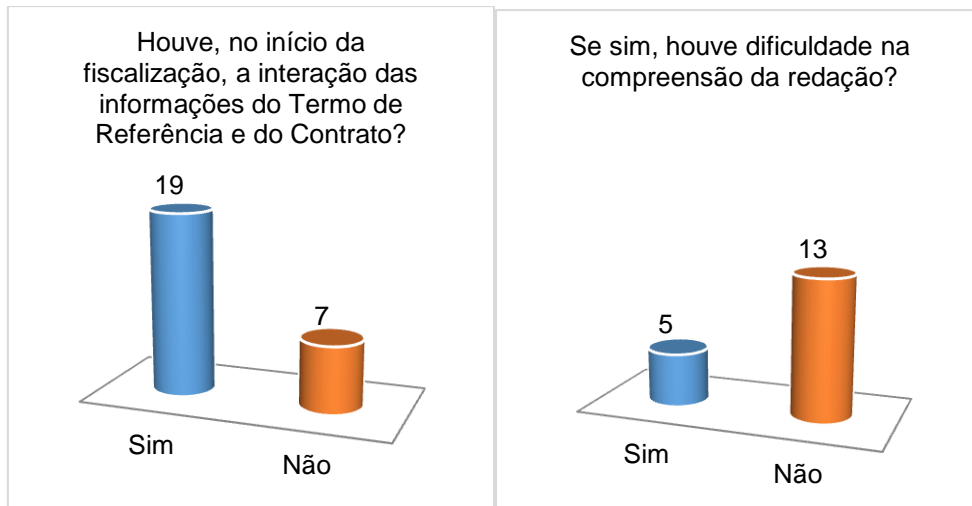 Houve, no início da
fiscalização, a interação das
informações do Termo de
Referência e do Contrato?
19
7
Sim
Não
Se sim, houve dificuldade na
compreensão da redação?
5
13
Sim
Não